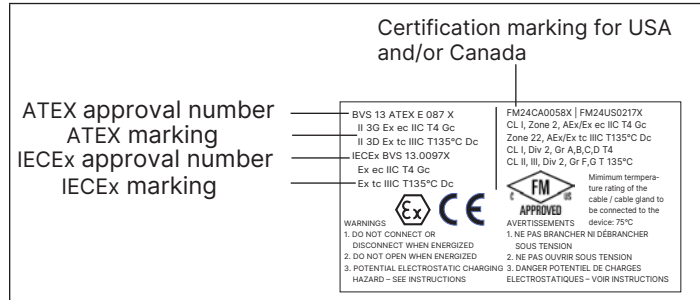 Certification marking for USA
and/or Canada
ATEX approval number
ATEX marking
IECEx approval number
IECEx marking
BVS 13 ATEX E 087 X
II 3G Ex ec IIC T4 Gc
II 3D Ex tc IIIC T135°C Dc
IECEx BVS 13.0097X
Ex ec IIC T4 Gc
Ex tc IIIC T135°C Dc
Ex CE
WARNINGS
1. DO NOT CONNECT OR
DISCONNECT WHEN ENERGIZED
2. DO NOT OPEN WHEN ENERGIZED
3. POTENTIAL ELECTROSTATIC CHARGING
HAZARD – SEE INSTRUCTIONS
FM24CA0058X | FM24US0217X
CL I, Zone 2, AEx/Ex ec IIC T4 Gc
Zone 22, AEx/Ex tc IIIC T135°C Dc
CL I, Div 2, Gr A,B,C,D T4
CL II, III, Div 2, Gr F,G T 135°C
C FM US
APPROVED
Mimimum termpera-
ture rating of the
cable / cable gland to
be connected to the
device: 75°C
AVERTISSEMENTS
1. NE PAS BRANCHER NI DÉBRANCHER
SOUS TENSION
2. NE PAS OUVRIR SOUS TENSION
3. DANGER POTENTIEL DE CHARGES
ELECTROSTATIQUES – VOIR INSTRUCTIONS